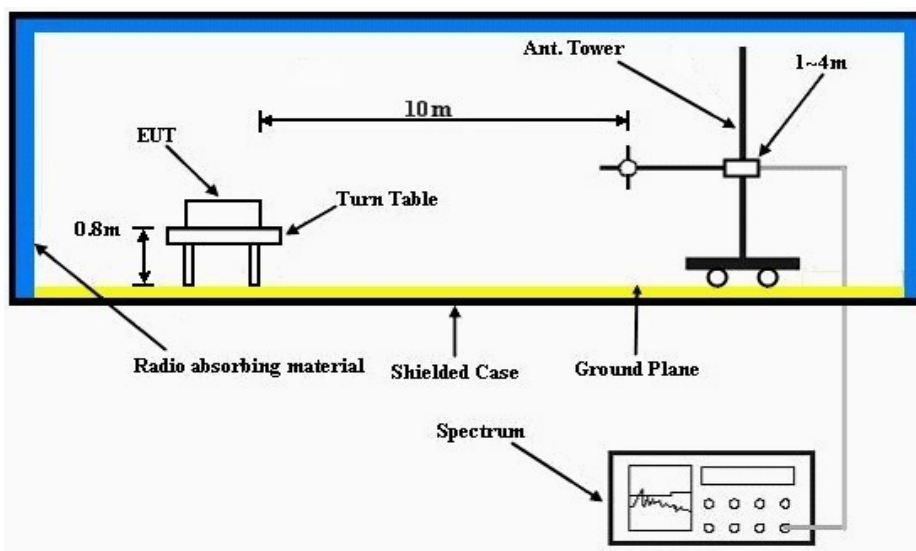 Ant. Tower
1~4m
10m
EUT
Turn Table
0.8m
Radio absorbing material
Shielded Case
Ground Plane
Spectrum